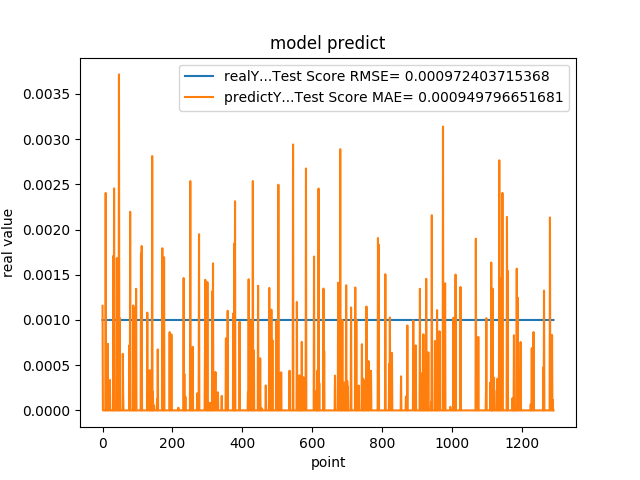 model predict
realY...Test Score RMSE= 0.000972403715368
predictY...Test Score MAE= 0.000949796651681
0.0035
0.0030
0.0025
0.0020
0.0015
0.0010
0.0005
0.0000
real value
0 200 400 600 800 1000 1200
point